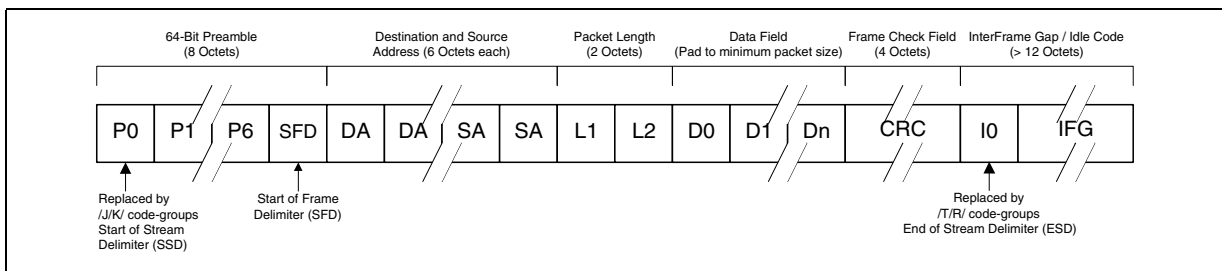 64-Bit Preamble
(8 Octets)
Destination and Source
Address (6 Octets each)
Packet Length
(2 Octets)
Data Field
(Pad to minimum packet size)
Frame Check Field
(4 Octets)
InterFrame Gap / Idle Code
(> 12 Octets)
P0 P1 P6 SFD DA DA SA SA L1 L2 D0 D1 Dn CRC I0 IFG
Replaced by
/J/K/ code-groups
Start of Stream
Delimiter (SSD)
Start of Frame
Delimiter (SFD)
Replaced by
/T/R/ code-groups
End of Stream Delimiter (ESD)